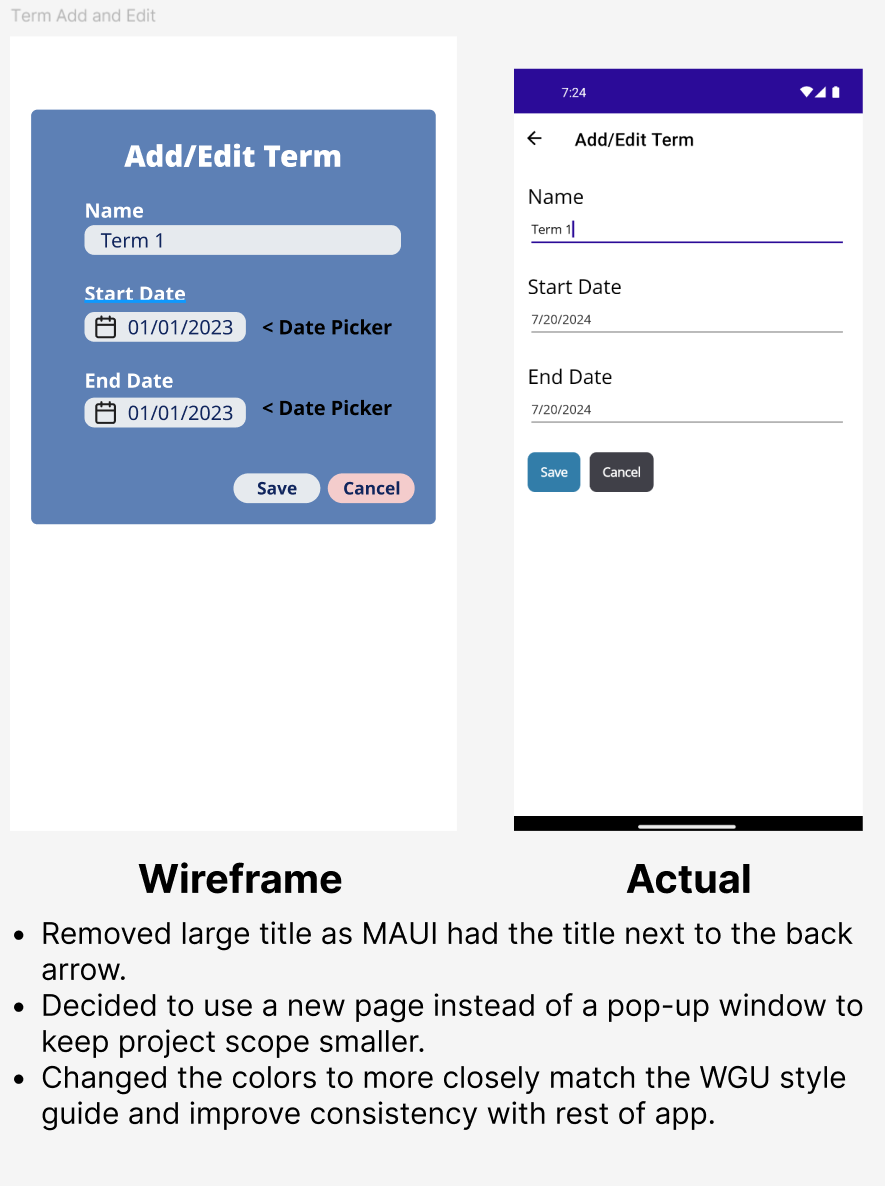 Term Add and Edit
Add/Edit Term
Name
Term 1
Start Date
01/01/2023 < Date Picker
End Date
01/01/2023 < Date Picker
Save Cancel
7:24
Add/Edit Term
Name
Term 1
Start Date
7/20/2024
End Date
7/20/2024
Save Cancel
Wireframe
Actual
• Removed large title as MAUI had the title next to the back
arrow.
• Decided to use a new page instead of a pop-up window to
keep project scope smaller.
• Changed the colors to more closely match the WGU style
guide and improve consistency with rest of app.